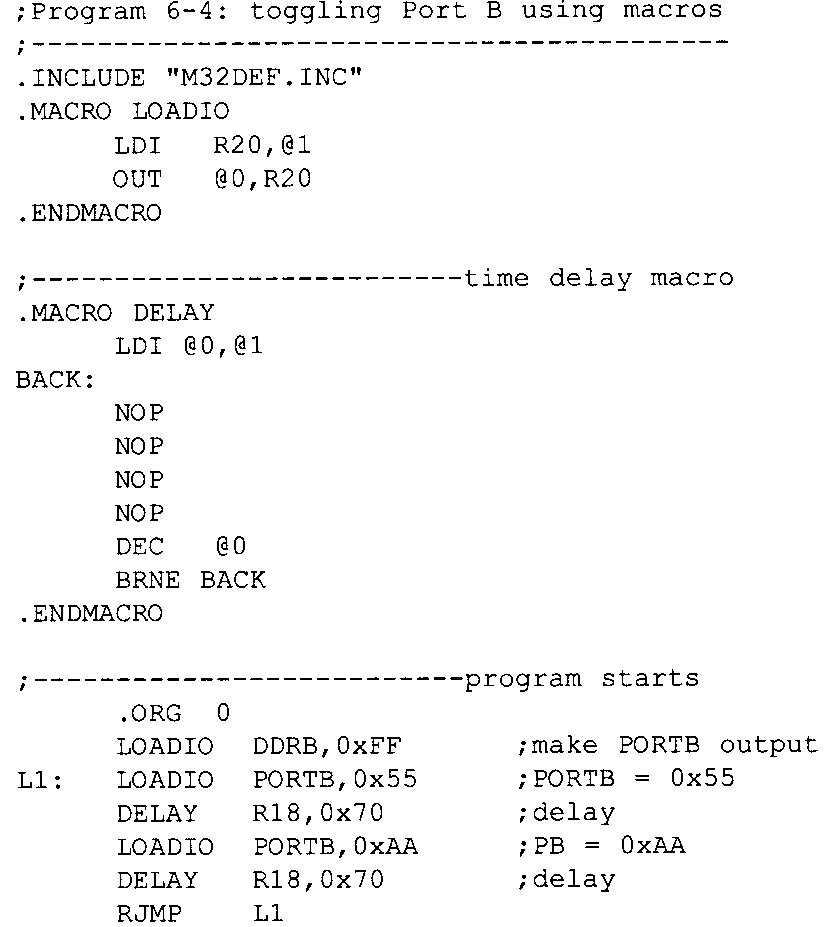 ;Program 6-4: toggling Port B using macros
;------------------------------------------
.INCLUDE "M32DEF.INC"
.MACRO LOADIO
      LDI   R20,@1
      OUT   @0,R20
.ENDMACRO
;--------------------------time delay macro
.MACRO DELAY
      LDI @0,@1
BACK:
      NOP
      NOP
      NOP
      NOP
      DEC   @0
      BRNE BACK
.ENDMACRO
;--------------------------program starts
      .ORG  0
      LOADIO  DDRB,0xFF       ;make PORTB output
L1:   LOADIO  PORTB,0x55      ;PORTB = 0x55
      DELAY   R18,0x70        ;delay
      LOADIO  PORTB,0xAA      ;PB = 0xAA
      DELAY   R18,0x70        ;delay
      RJMP    L1